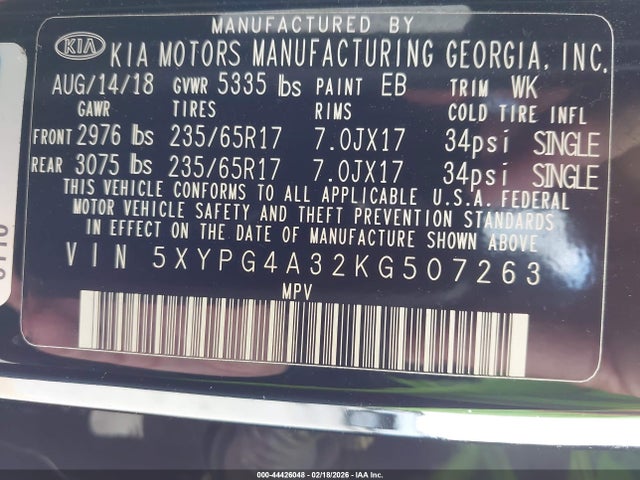 MANUFACTURED BY
KIA KIA MOTORS MANUFACTURING GEORGIA, INC.
AUG/14/18 GVWR 5335 lbs PAINT EB TRIM WK
GAWR TIRES RIMS COLD TIRE INFL
FRONT 2976 lbs 235/65R17 7.0JX17 34psi SINGLE
REAR 3075 lbs 235/65R17 7.0JX17 34psi SINGLE
THIS VEHICLE CONFORMS TO ALL APPLICABLE U.S.A. FEDERAL
MOTOR VEHICLE SAFETY AND THEFT PREVENTION STANDARDS
IN EFFECT ON THE DATE OF MANUFACTURE SHOWN ABOVE
VIN 5XYPG4A32KG507263
MPV
000-44426048 - 02/18/2026 - IAA Inc.